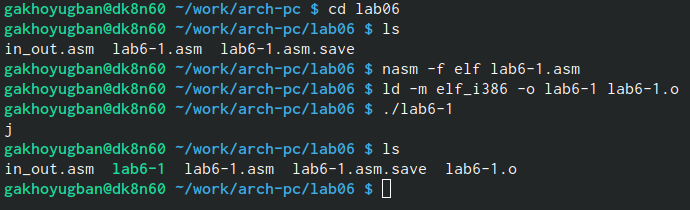 gakhoyugban@dk8n60 ~/work/arch-pc $ cd lab06
gakhoyugban@dk8n60 ~/work/arch-pc/lab06 $ ls
in_out.asm  lab6-1.asm  lab6-1.asm.save
gakhoyugban@dk8n60 ~/work/arch-pc/lab06 $ nasm -f elf lab6-1.asm
gakhoyugban@dk8n60 ~/work/arch-pc/lab06 $ ld -m elf_i386 -o lab6-1 lab6-1.o
gakhoyugban@dk8n60 ~/work/arch-pc/lab06 $ ./lab6-1
j
gakhoyugban@dk8n60 ~/work/arch-pc/lab06 $ ls
in_out.asm  lab6-1  lab6-1.asm  lab6-1.asm.save  lab6-1.o
gakhoyugban@dk8n60 ~/work/arch-pc/lab06 $